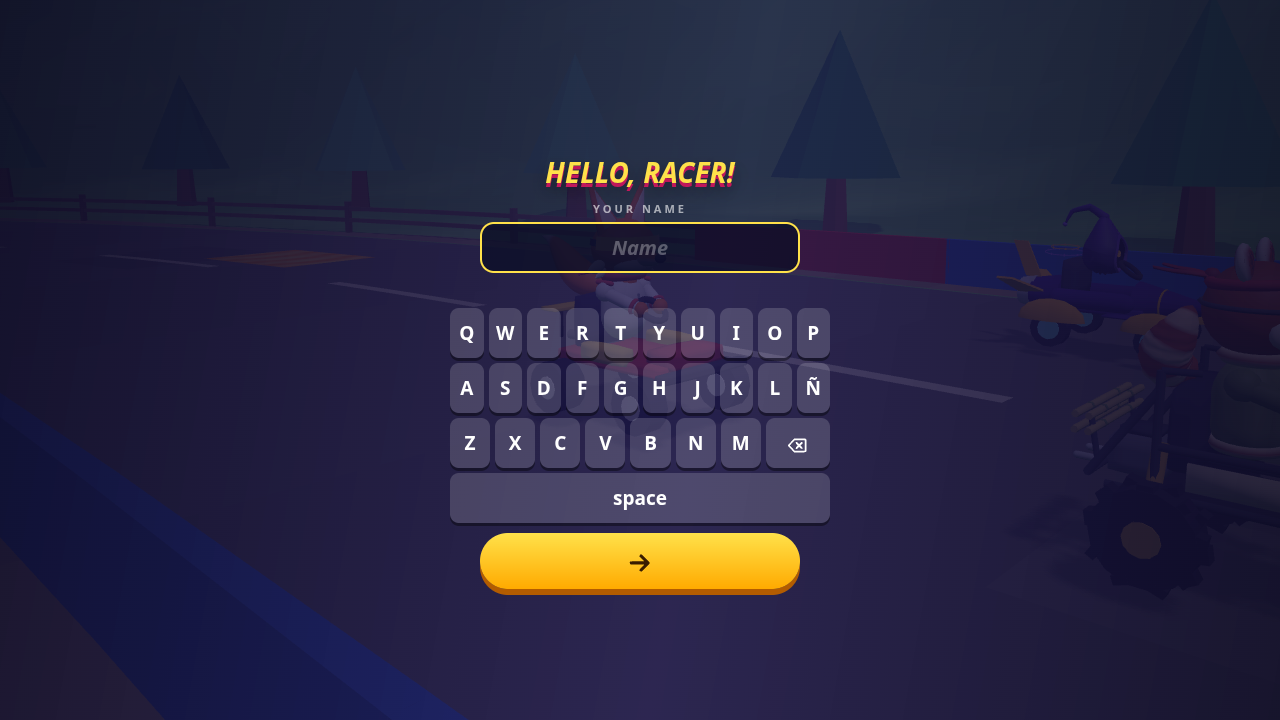 HELLO, RACER!
YOUR NAME
Name
Q W E R T Y U I O P
A S D F G H J K L Ñ
Z X C V B N M
space